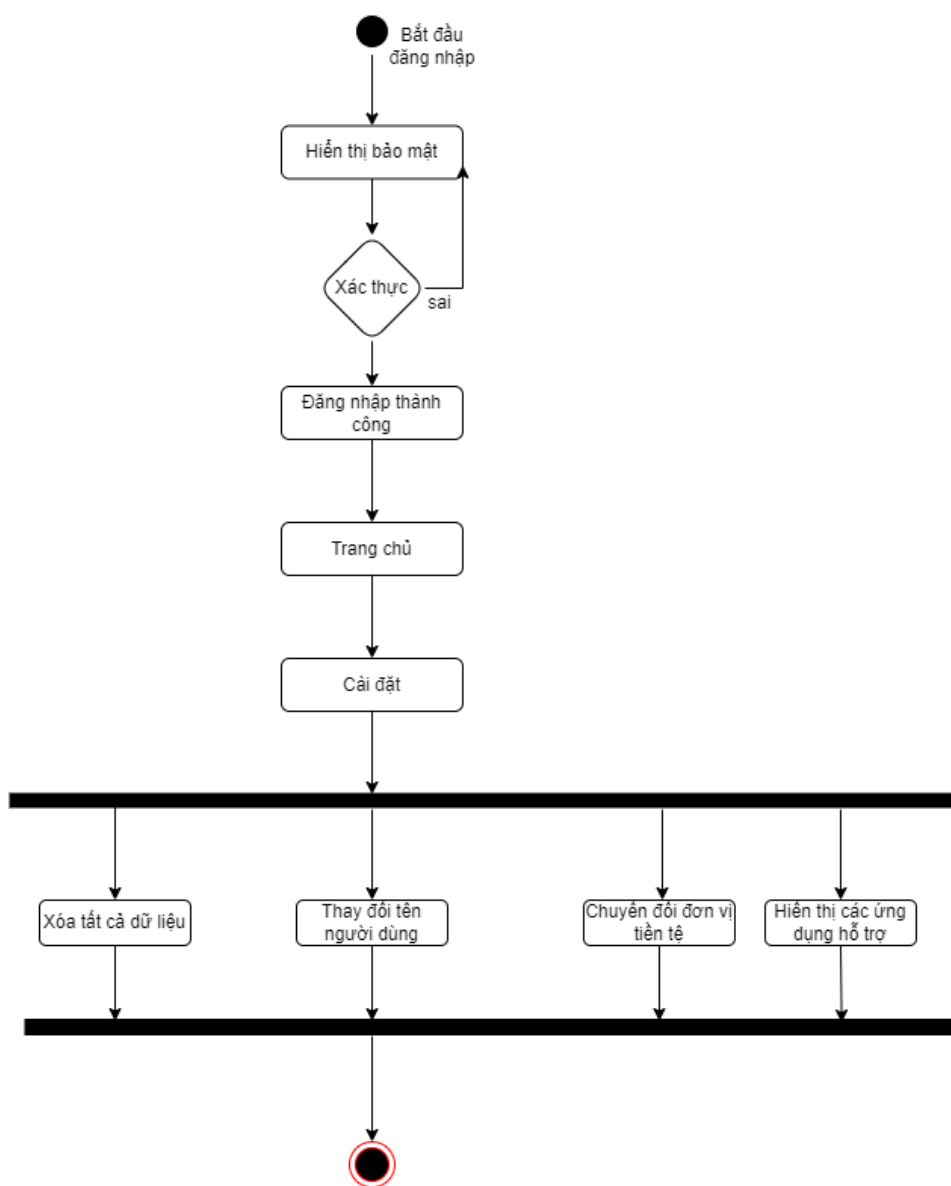 Bắt đầu
đăng nhập
Hiển thị bảo mật
Xác thực
sai
Đăng nhập thành
công
Trang chủ
Cài đặt
Xóa tất cả dữ liệu
Thay đổi tên
người dùng
Chuyển đổi đơn vị
tiền tệ
Hiển thị các ứng
dụng hỗ trợ